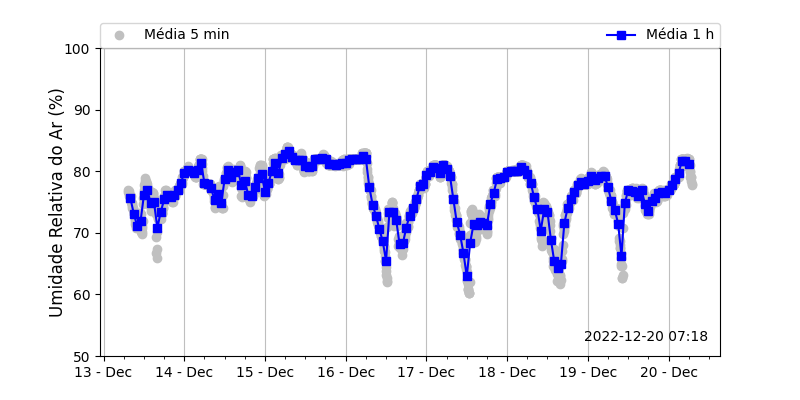 Média 5 min
Média 1 h
Umidade Relativa do Ar (%)
100
90
80
70
60
50
2022-12-20 07:18
13 - Dec
14 - Dec
15 - Dec
16 - Dec
17 - Dec
18 - Dec
19 - Dec
20 - Dec